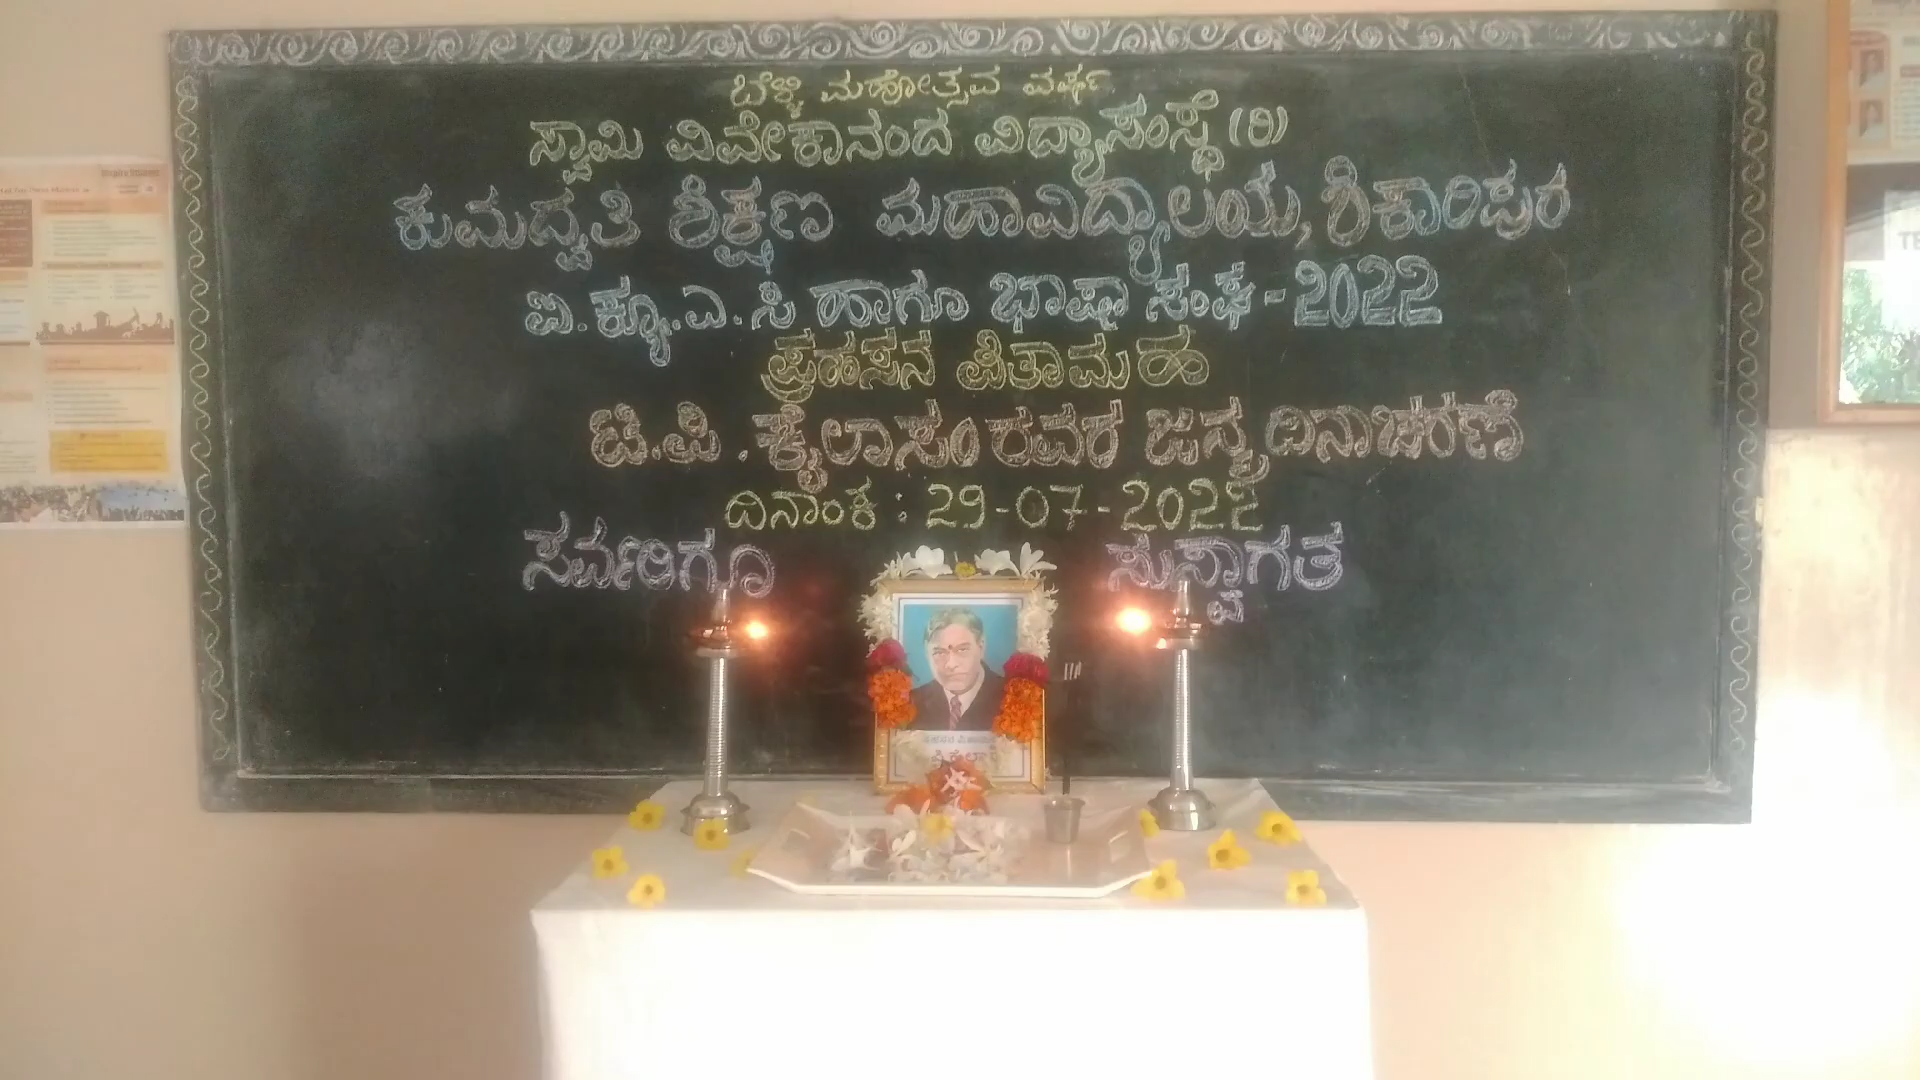 ಬೆಳ್ಳಿ ಮಹೋತ್ಸವ ವರ್ಷ
ಸ್ವಾಮಿ ವಿವೇಕಾನಂದ ವಿದ್ಯಾಸಂಸ್ಥೆ (ರಿ)
ಕುಮದ್ವತಿ ಶಿಕ್ಷಣ ಮಹಾವಿದ್ಯಾಲಯ, ಶಿಕಾರಿಪುರ
ಐ.ಕ್ಯೂ.ಎ.ಸಿ ಹಾಗೂ ಭಾಷಾ ಸಂಘ - 2022
ಪ್ರಹಸನ ಪಿತಾಮಹ
ಟಿ.ಪಿ. ಕೈಲಾಸಂರವರ ಜನ್ಮದಿನಾಚರಣೆ
ದಿನಾಂಕ : 29-07-2022
ಸರ್ವರಿಗೂ ಸುಸ್ವಾಗತ